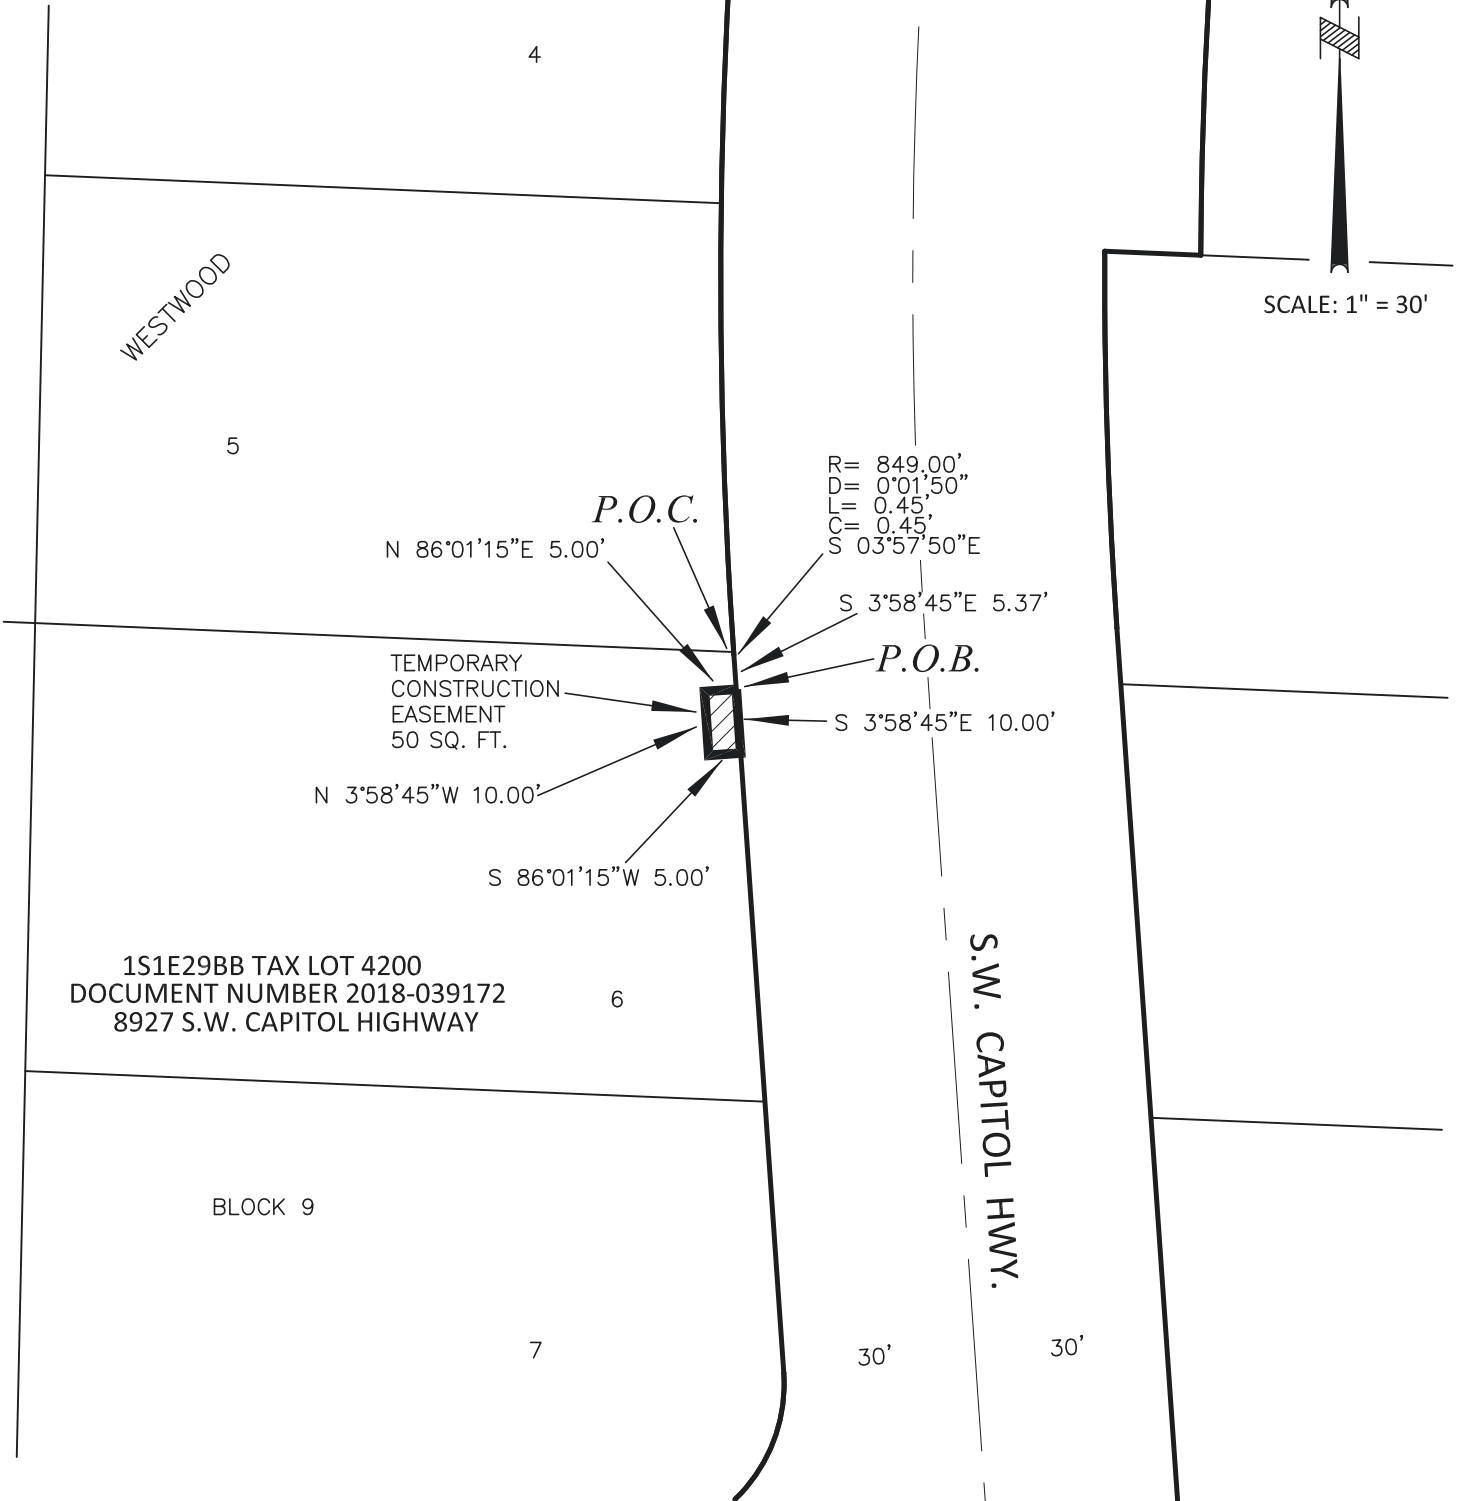 4
SCALE: 1" = 30'
WESTWOOD
5
R= 849.00'
D= 0°01'50"
L= 0.45'
C= 0.45'
S 03°57'50"E
P.O.C.
N 86°01'15"E 5.00'
S 3°58'45"E 5.37'
P.O.B.
TEMPORARY
CONSTRUCTION
EASEMENT
50 SQ. FT.
S 3°58'45"E 10.00'
N 3°58'45"W 10.00'
S 86°01'15"W 5.00'
1S1E29BB TAX LOT 4200
DOCUMENT NUMBER 2018-039172
8927 S.W. CAPITOL HIGHWAY
6
S.W. CAPITOL HWY.
BLOCK 9
7
30'
30'